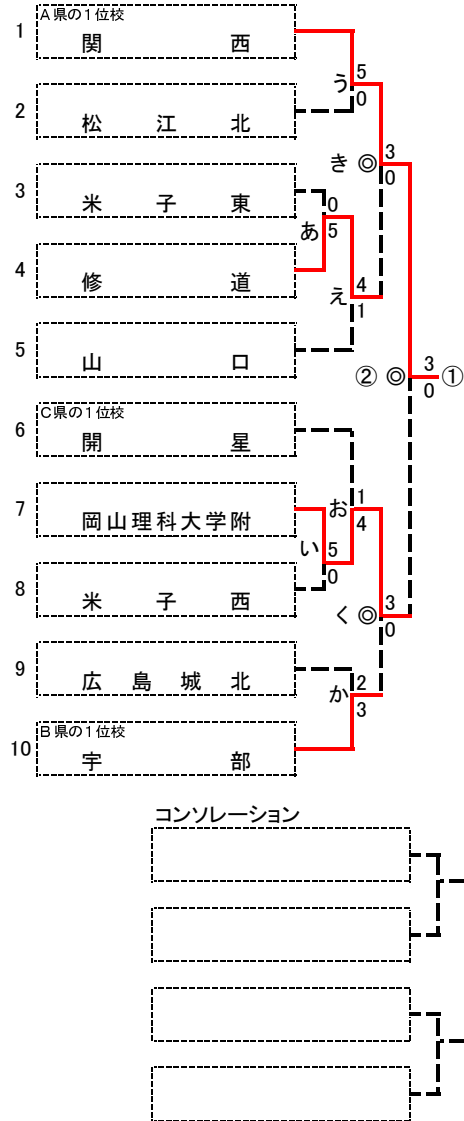 A県の1位校
1 関西
う 5 0
2 松江北
き ◎ 3 0
3 米子東
あ 0 5
4 修道
え 4 1
5 山口
② ◎ 3 0 ①
C県の1位校
6 開星
7 岡山理科大学附
お 1 4
い 5 0
8 米子西
く ◎ 3 0
9 広島城北
か 2 3
B県の1位校
10 宇部
コンソレーション